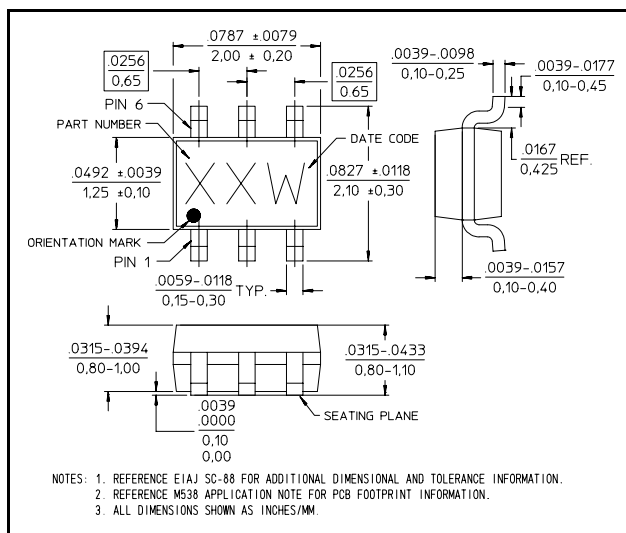 .0787 ±.0079
2,00 ± 0,20
.0256
0,65
.0256
0.65
.0039-.0098
0,10-0,25
.0039-.0177
0,10-0,45
PIN 6
PART NUMBER
DATE CODE
.0167
0,425 REF.
.0492 ±.0039
1,25 ±0,10
XXW
.0827 ±.0118
2,10 ±0,30
ORIENTATION MARK
PIN 1
.0059-.0118
0,15-0,30 TYP.
.0039-.0157
0,10-0,40
.0315-.0394
0,80-1,00
.0315-.0433
0,80-1,10
.0039
.0000
0,10
0,00
SEATING PLANE
NOTES: 1. REFERENCE EIAJ SC-88 FOR ADDITIONAL DIMENSIONAL AND TOLERANCE INFORMATION.
2. REFERENCE M538 APPLICATION NOTE FOR PCB FOOTPRINT INFORMATION.
3. ALL DIMENSIONS SHOWN AS INCHES/MM.